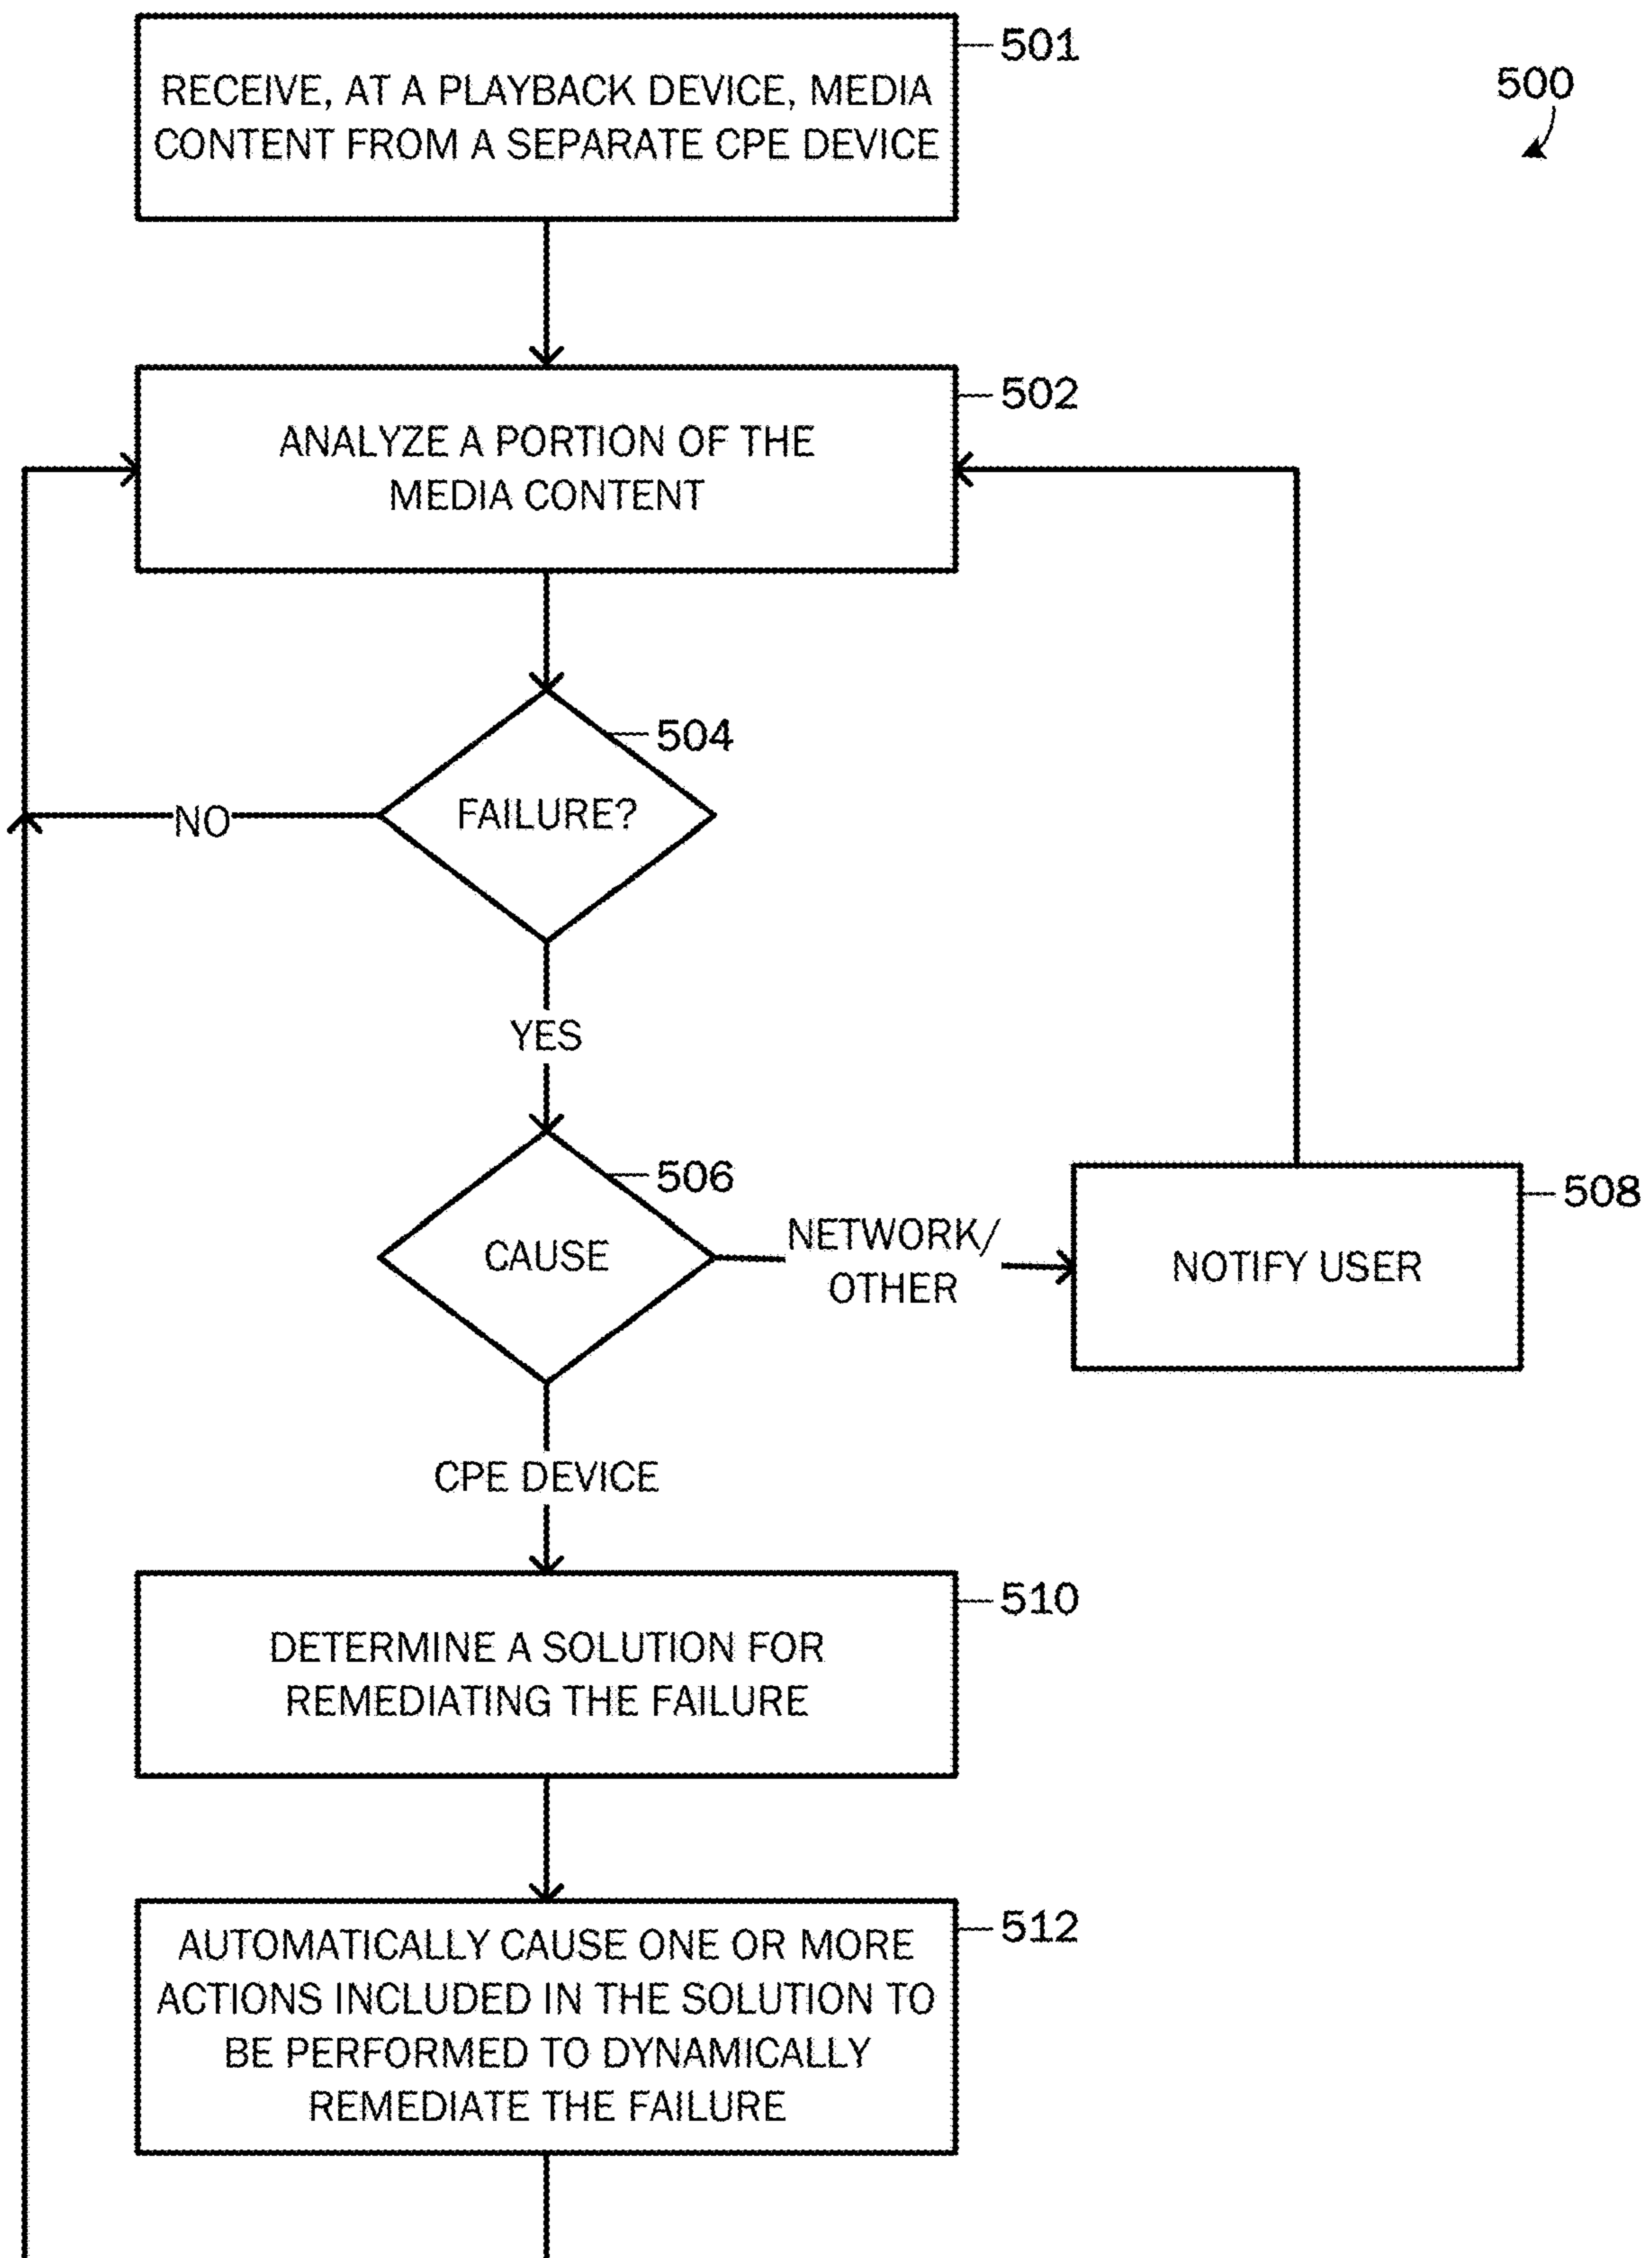 501
500
RECEIVE, AT A PLAYBACK DEVICE, MEDIA
CONTENT FROM A SEPARATE CPE DEVICE
502
ANALYZE A PORTION OF THE
MEDIA CONTENT
504
FAILURE?
NO
YES
506
CAUSE
NETWORK/
OTHER
508
NOTIFY USER
CPE DEVICE
510
DETERMINE A SOLUTION FOR
REMEDIATING THE FAILURE
512
AUTOMATICALLY CAUSE ONE OR MORE
ACTIONS INCLUDED IN THE SOLUTION TO
BE PERFORMED TO DYNAMICALLY
REMEDIATE THE FAILURE